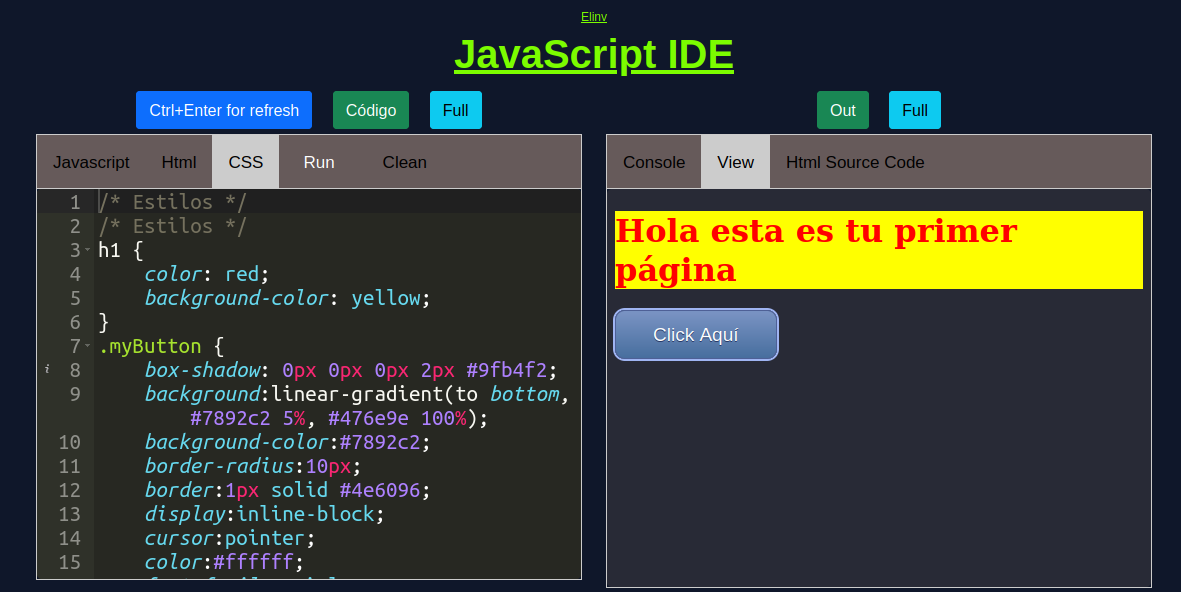 Elinv
JavaScript IDE
Ctrl+Enter for refresh Código Full
Out Full
Javascript Html CSS Run Clean
1 /* Estilos */
2 /* Estilos */
3 h1 {
4 color: red;
5 background-color: yellow;
6 }
7 .myButton {
i 8 box-shadow: 0px 0px 0px 2px #9fb4f2;
9 background:linear-gradient(to bottom,
#7892c2 5%, #476e9e 100%);
10 background-color:#7892c2;
11 border-radius:10px;
12 border:1px solid #4e6096;
13 display:inline-block;
14 cursor:pointer;
15 color:#ffffff;
Console View Html Source Code
Hola esta es tu primer
página
Click Aquí